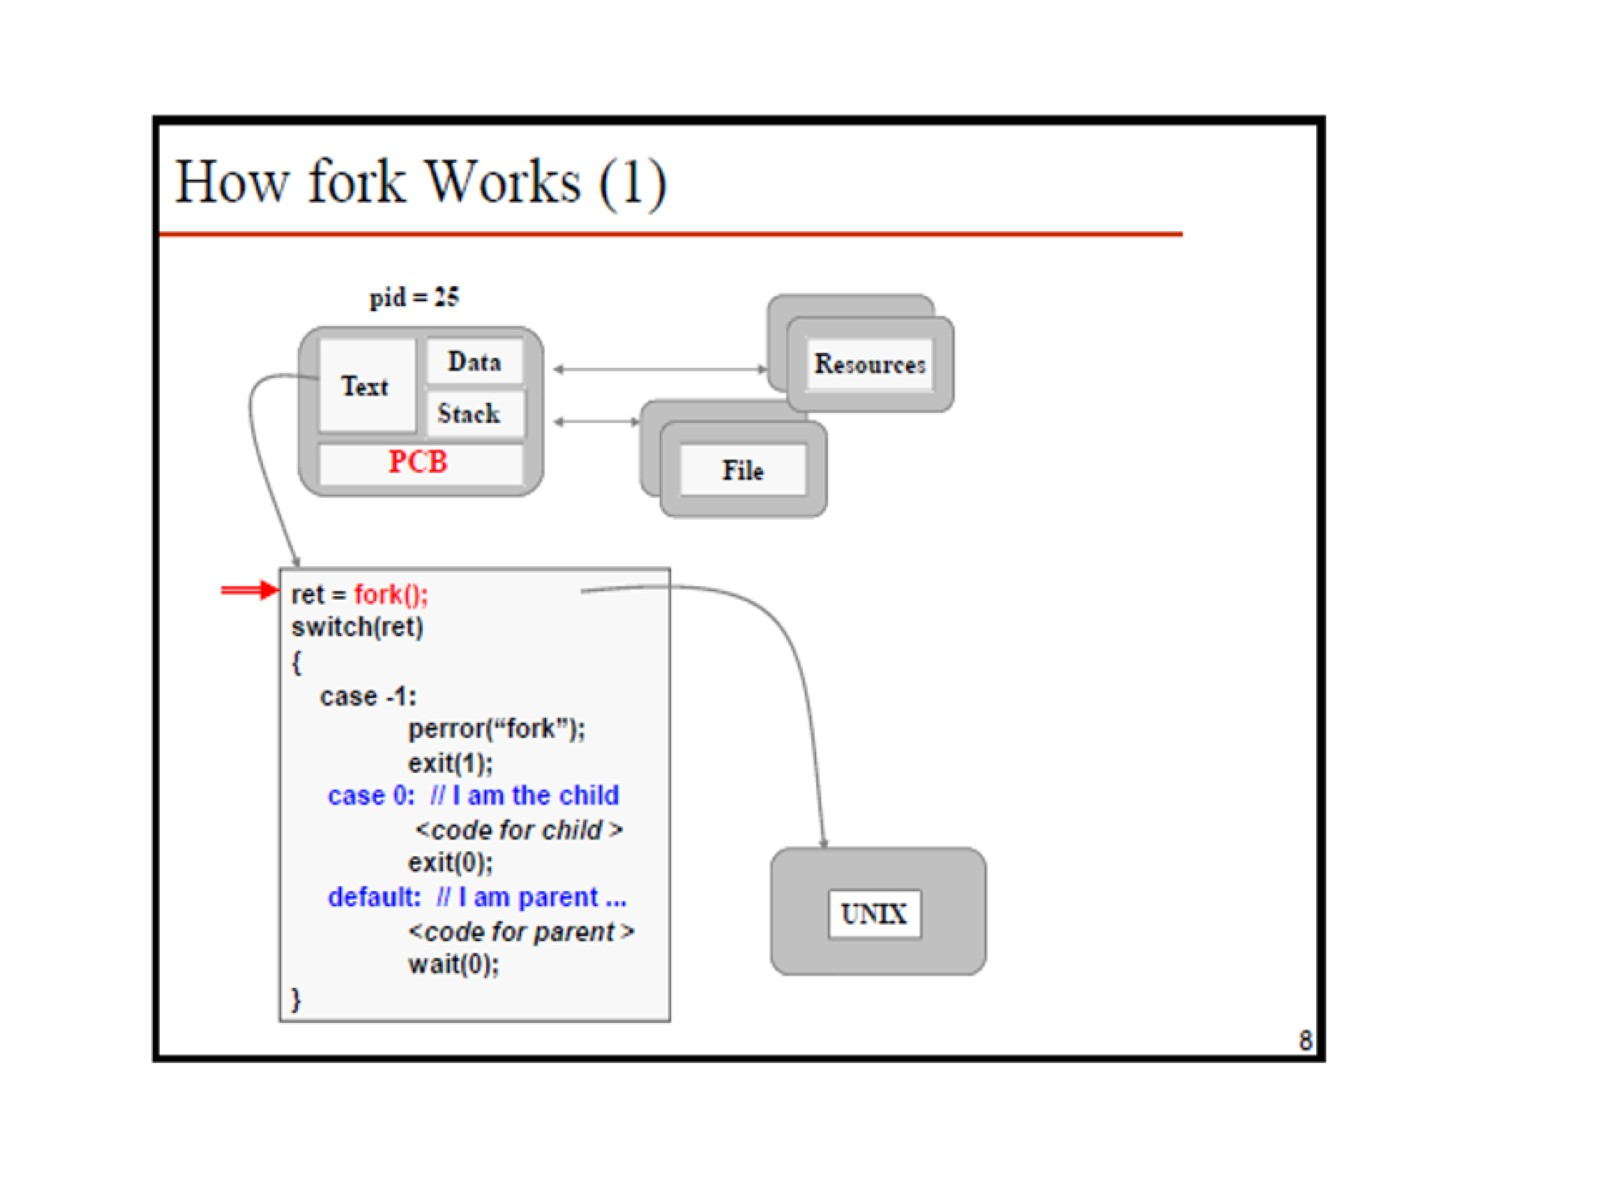 How fork Works (1)
pid = 25
Text
Data
Stack
PCB
Resources
File
ret = fork();
switch(ret)
{
case -1:
perror(“fork”);
exit(1);
case 0: // I am the child
<code for child >
exit(0);
default: // I am parent ...
<code for parent >
wait(0);
}
UNIX
8